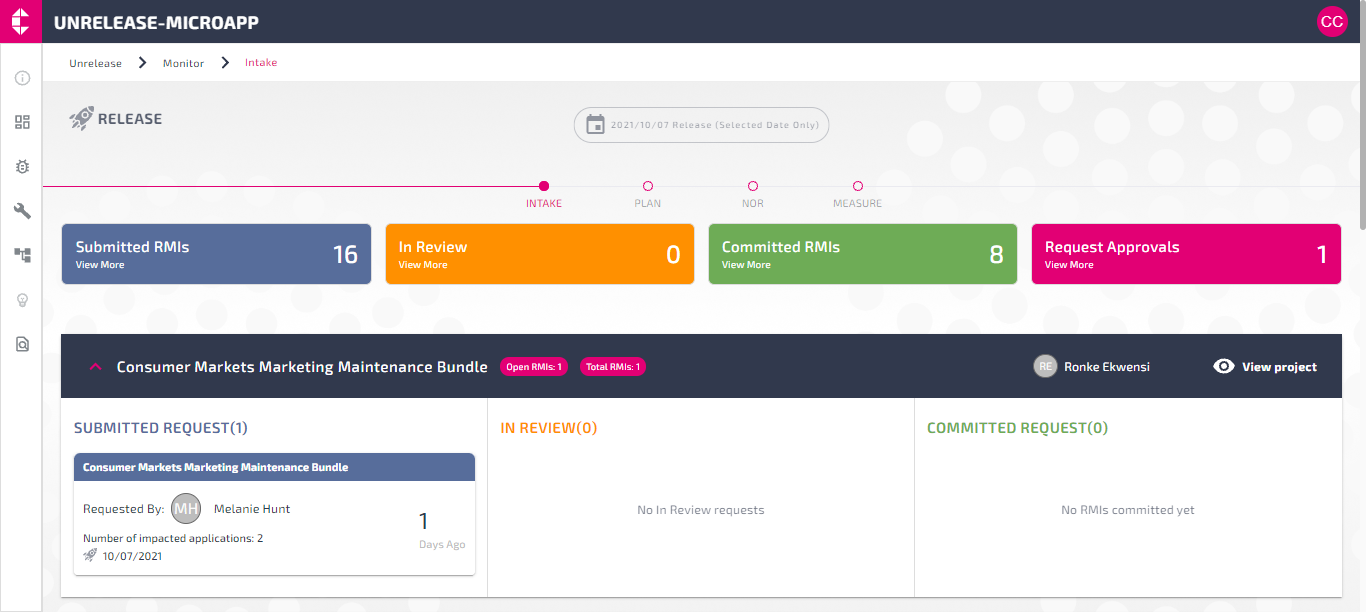 UNRELEASE-MICROAPP
CC
Unrelease
Monitor
Intake
RELEASE
2021/10/07 Release (Selected Date Only)
INTAKE
PLAN
NOR
MEASURE
Submitted RMIs
View More
16
In Review
View More
0
Committed RMIs
View More
8
Request Approvals
View More
1
Consumer Markets Marketing Maintenance Bundle
Open RMIs: 1
Total RMIs: 1
RE
Ronke Ekwensi
View project
SUBMITTED REQUEST(1)
Consumer Markets Marketing Maintenance Bundle
Requested By:
MH
Melanie Hunt
Number of impacted applications: 2
10/07/2021
1
Days Ago
IN REVIEW(0)
No In Review requests
COMMITTED REQUEST(0)
No RMIs committed yet